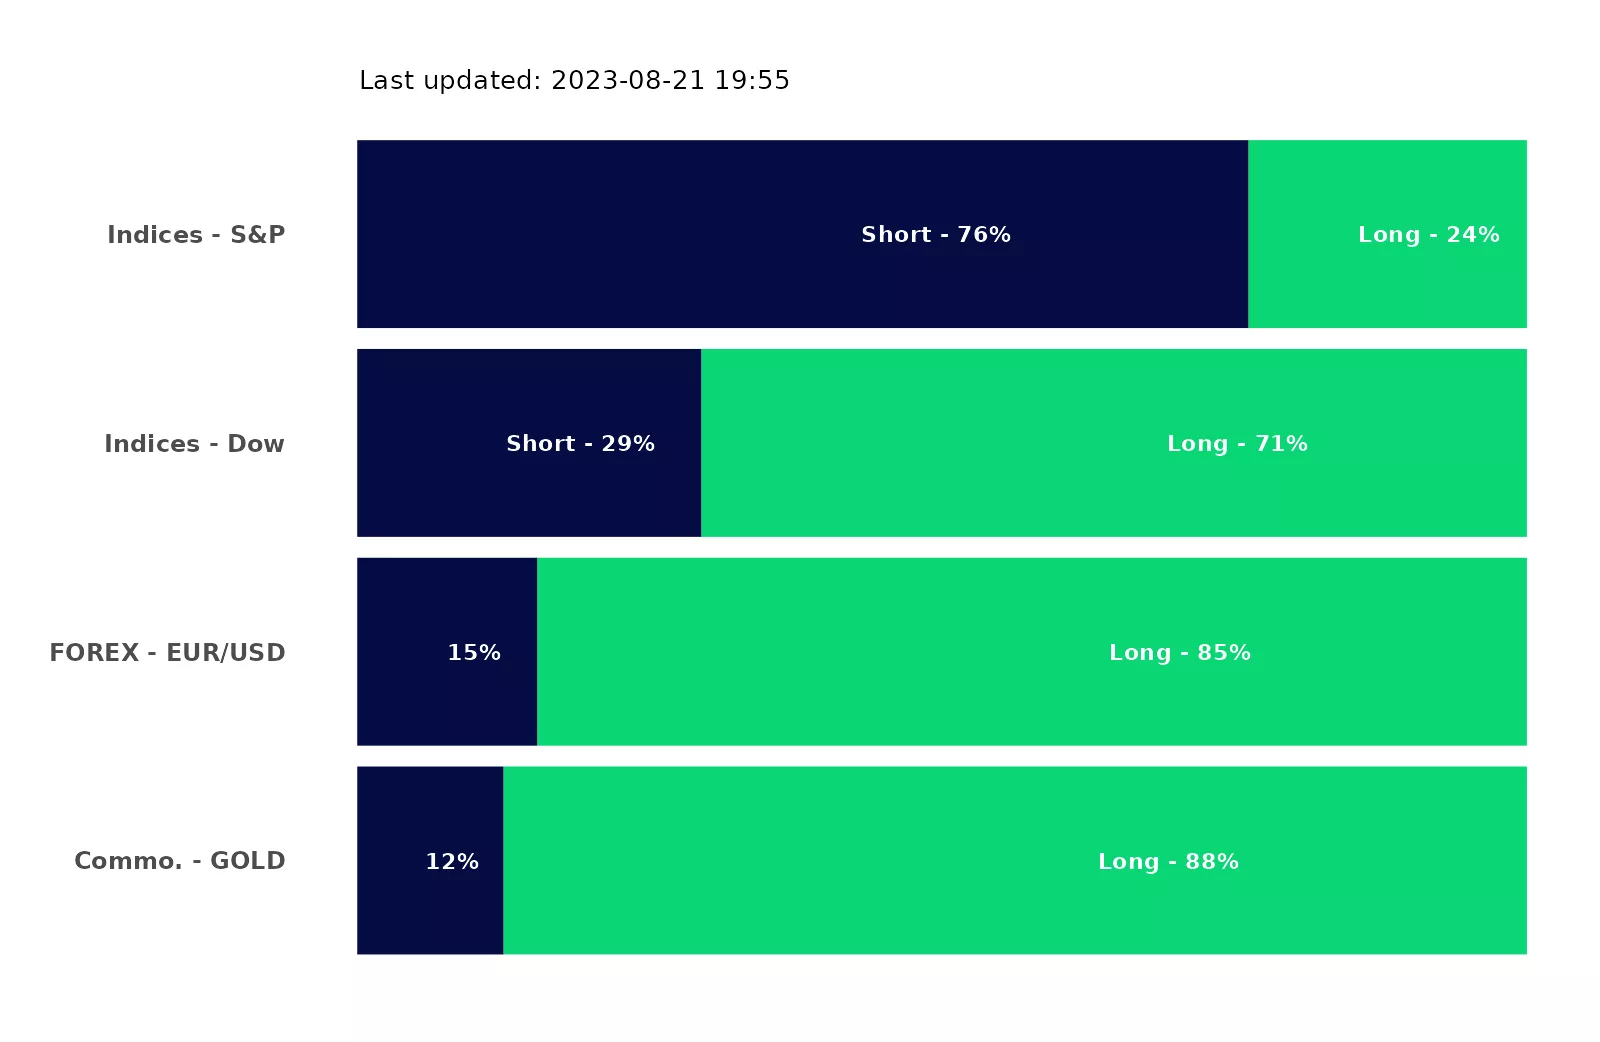 Last updated: 2023-08-21 19:55
Indices - S&P
Short - 76%
Long - 24%
Indices - Dow
Short - 29%
Long - 71%
FOREX - EUR/USD
15%
Long - 85%
Commo. - GOLD
12%
Long - 88%